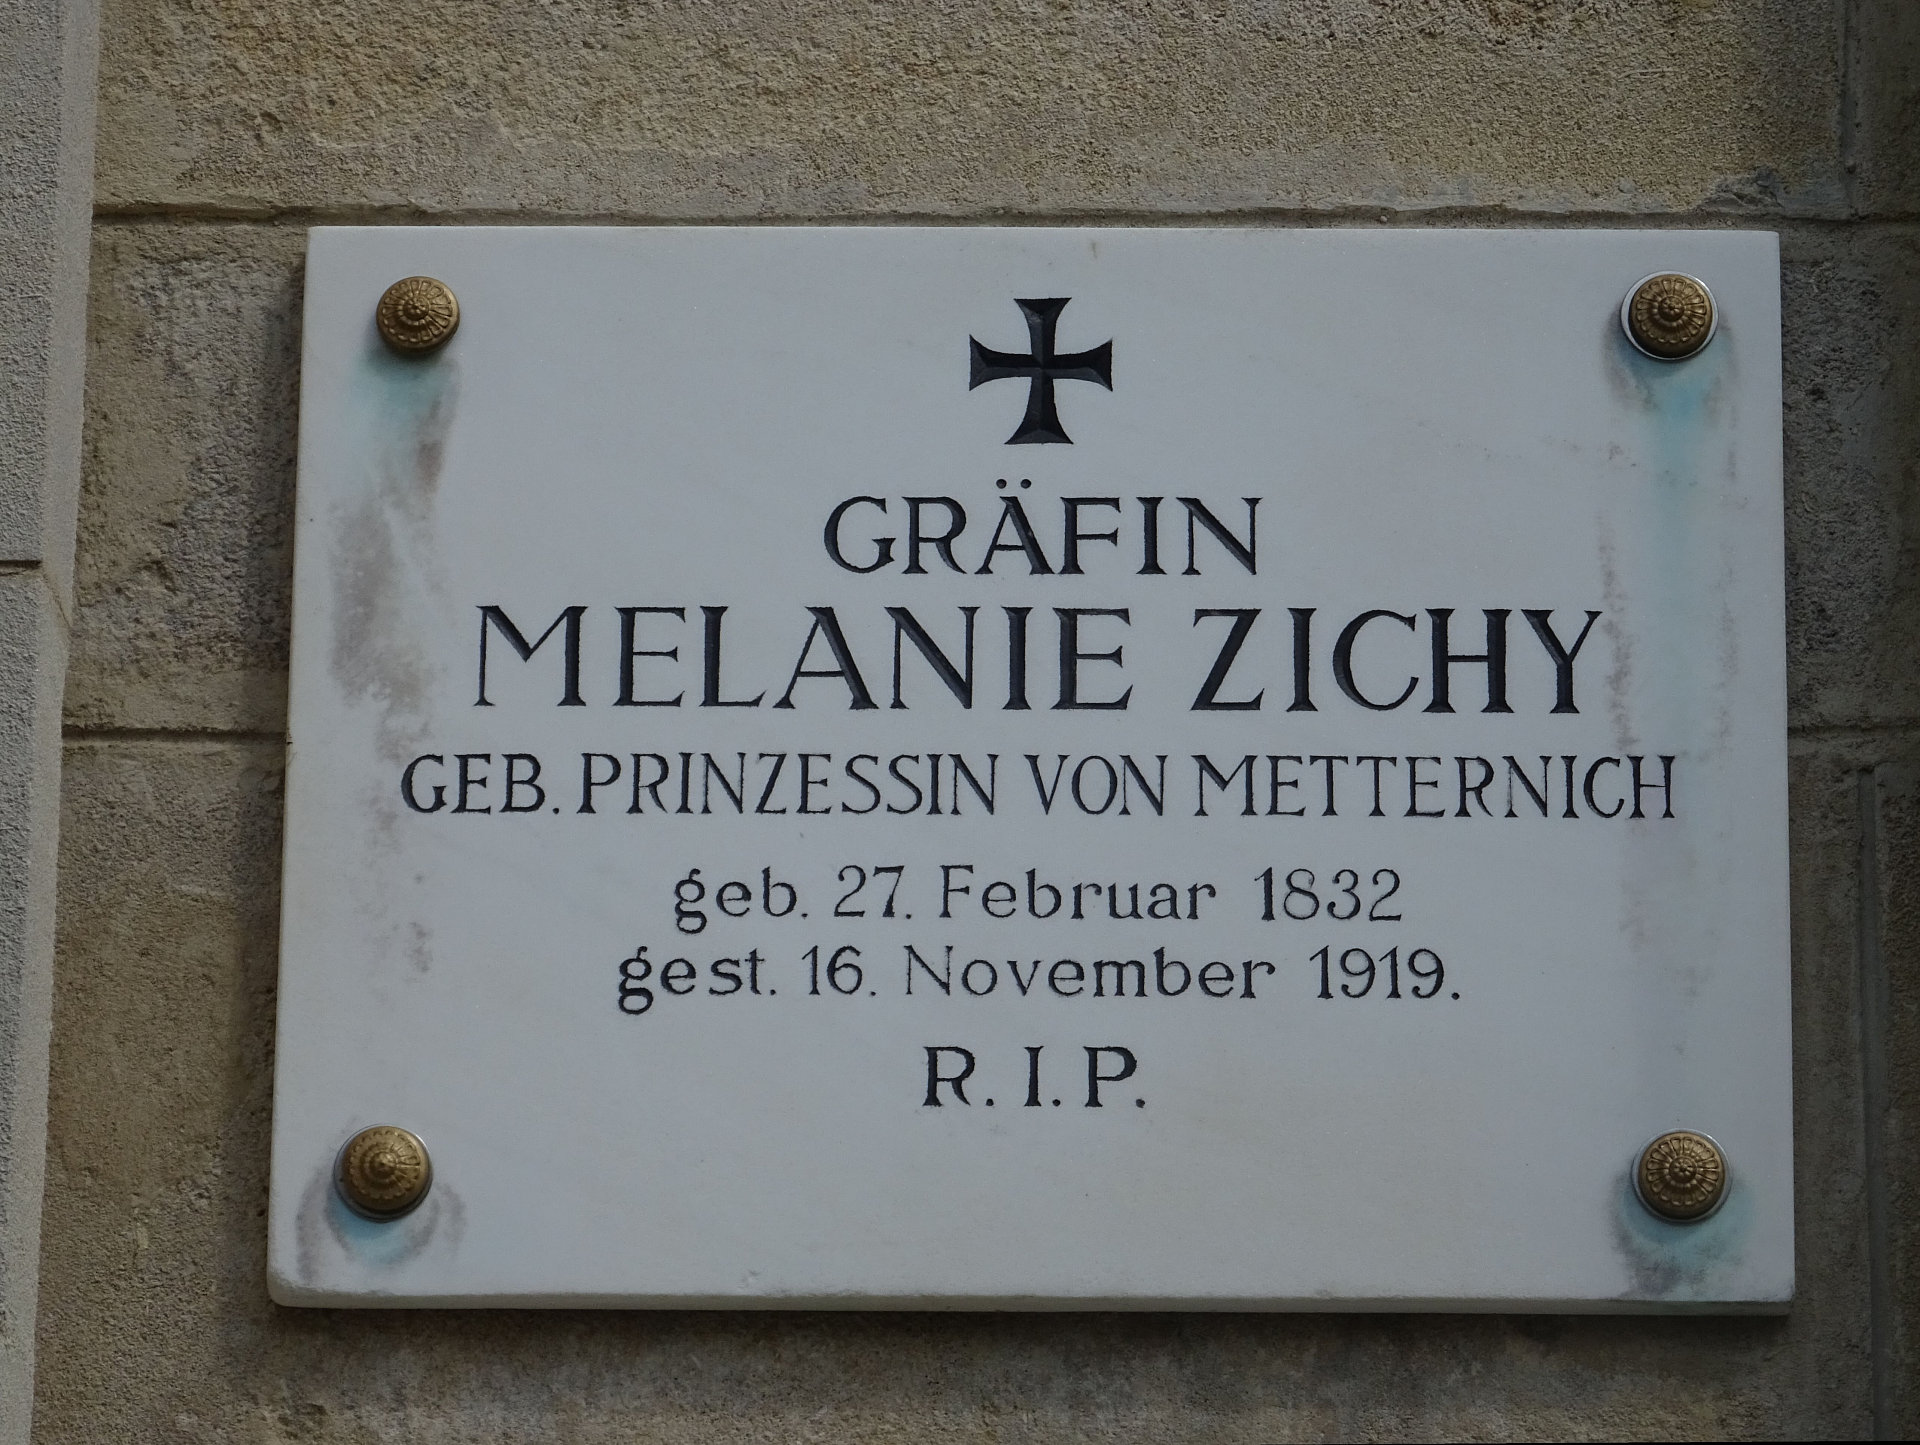 GRÄFIN
MELANIE ZICHY
GEB. PRINZESSIN VON METTERNICH
geb. 27. Februar 1832
gest. 16. November 1919.
R. I. P.